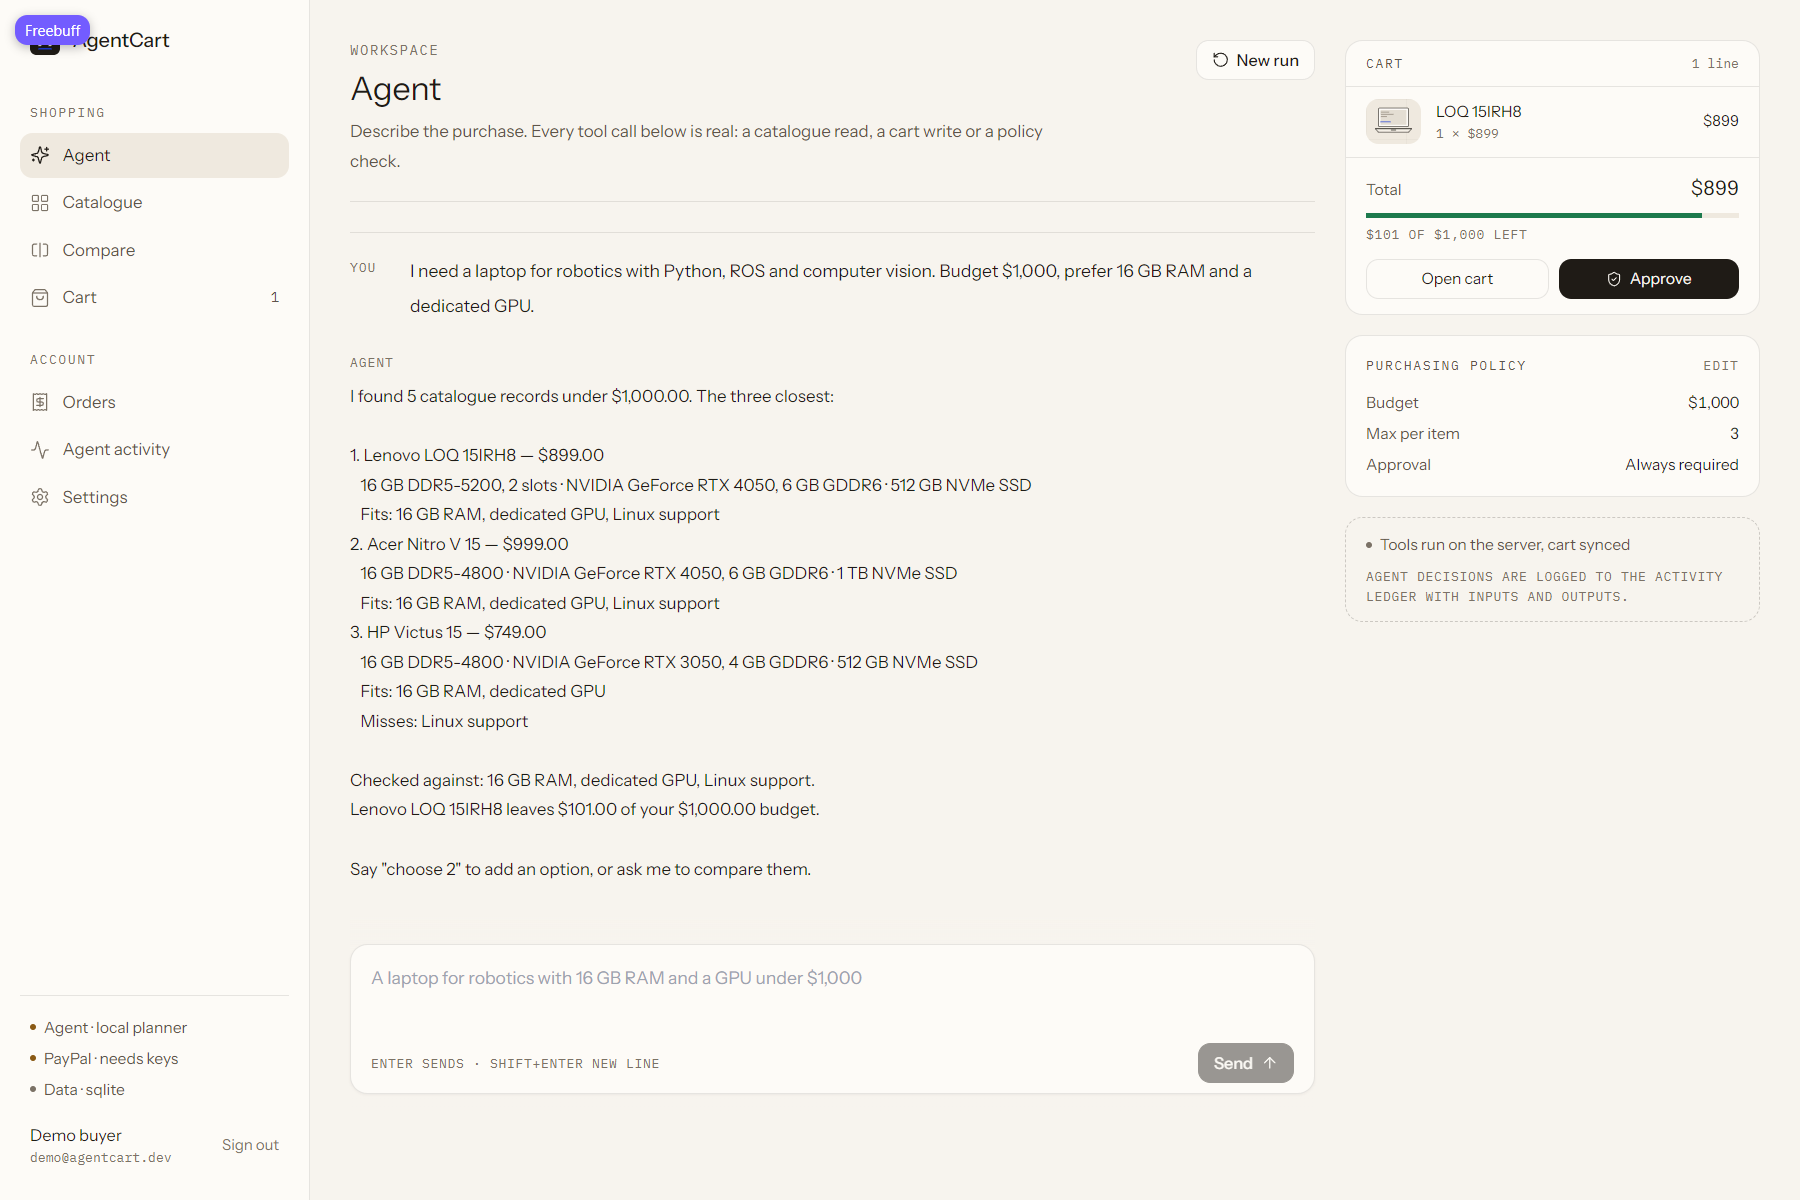 Freebuff
AgentCart
SHOPPING
Agent
Catalogue
Compare
Cart 1
ACCOUNT
Orders
Agent activity
Settings
Agent · local planner
PayPal · needs keys
Data · sqlite
Demo buyer
demo@agentcart.dev
Sign out
WORKSPACE
Agent
New run
Describe the purchase. Every tool call below is real: a catalogue read, a cart write or a policy
check.
YOU
I need a laptop for robotics with Python, ROS and computer vision. Budget $1,000, prefer 16 GB RAM and a
dedicated GPU.
AGENT
I found 5 catalogue records under $1,000.00. The three closest:
1. Lenovo LOQ 15IRH8 — $899.00
16 GB DDR5-5200, 2 slots · NVIDIA GeForce RTX 4050, 6 GB GDDR6 · 512 GB NVMe SSD
Fits: 16 GB RAM, dedicated GPU, Linux support
2. Acer Nitro V 15 — $999.00
16 GB DDR5-4800 · NVIDIA GeForce RTX 4050, 6 GB GDDR6 · 1 TB NVMe SSD
Fits: 16 GB RAM, dedicated GPU, Linux support
3. HP Victus 15 — $749.00
16 GB DDR5-4800 · NVIDIA GeForce RTX 3050, 4 GB GDDR6 · 512 GB NVMe SSD
Fits: 16 GB RAM, dedicated GPU
Misses: Linux support
Checked against: 16 GB RAM, dedicated GPU, Linux support.
Lenovo LOQ 15IRH8 leaves $101.00 of your $1,000.00 budget.
Say "choose 2" to add an option, or ask me to compare them.
A laptop for robotics with 16 GB RAM and a GPU under $1,000
ENTER SENDS · SHIFT+ENTER NEW LINE
Send
CART 1 line
LOQ 15IRH8
1 × $899
$899
Total $899
$101 OF $1,000 LEFT
Open cart
Approve
PURCHASING POLICY EDIT
Budget $1,000
Max per item 3
Approval Always required
Tools run on the server, cart synced
AGENT DECISIONS ARE LOGGED TO THE ACTIVITY
LEDGER WITH INPUTS AND OUTPUTS.